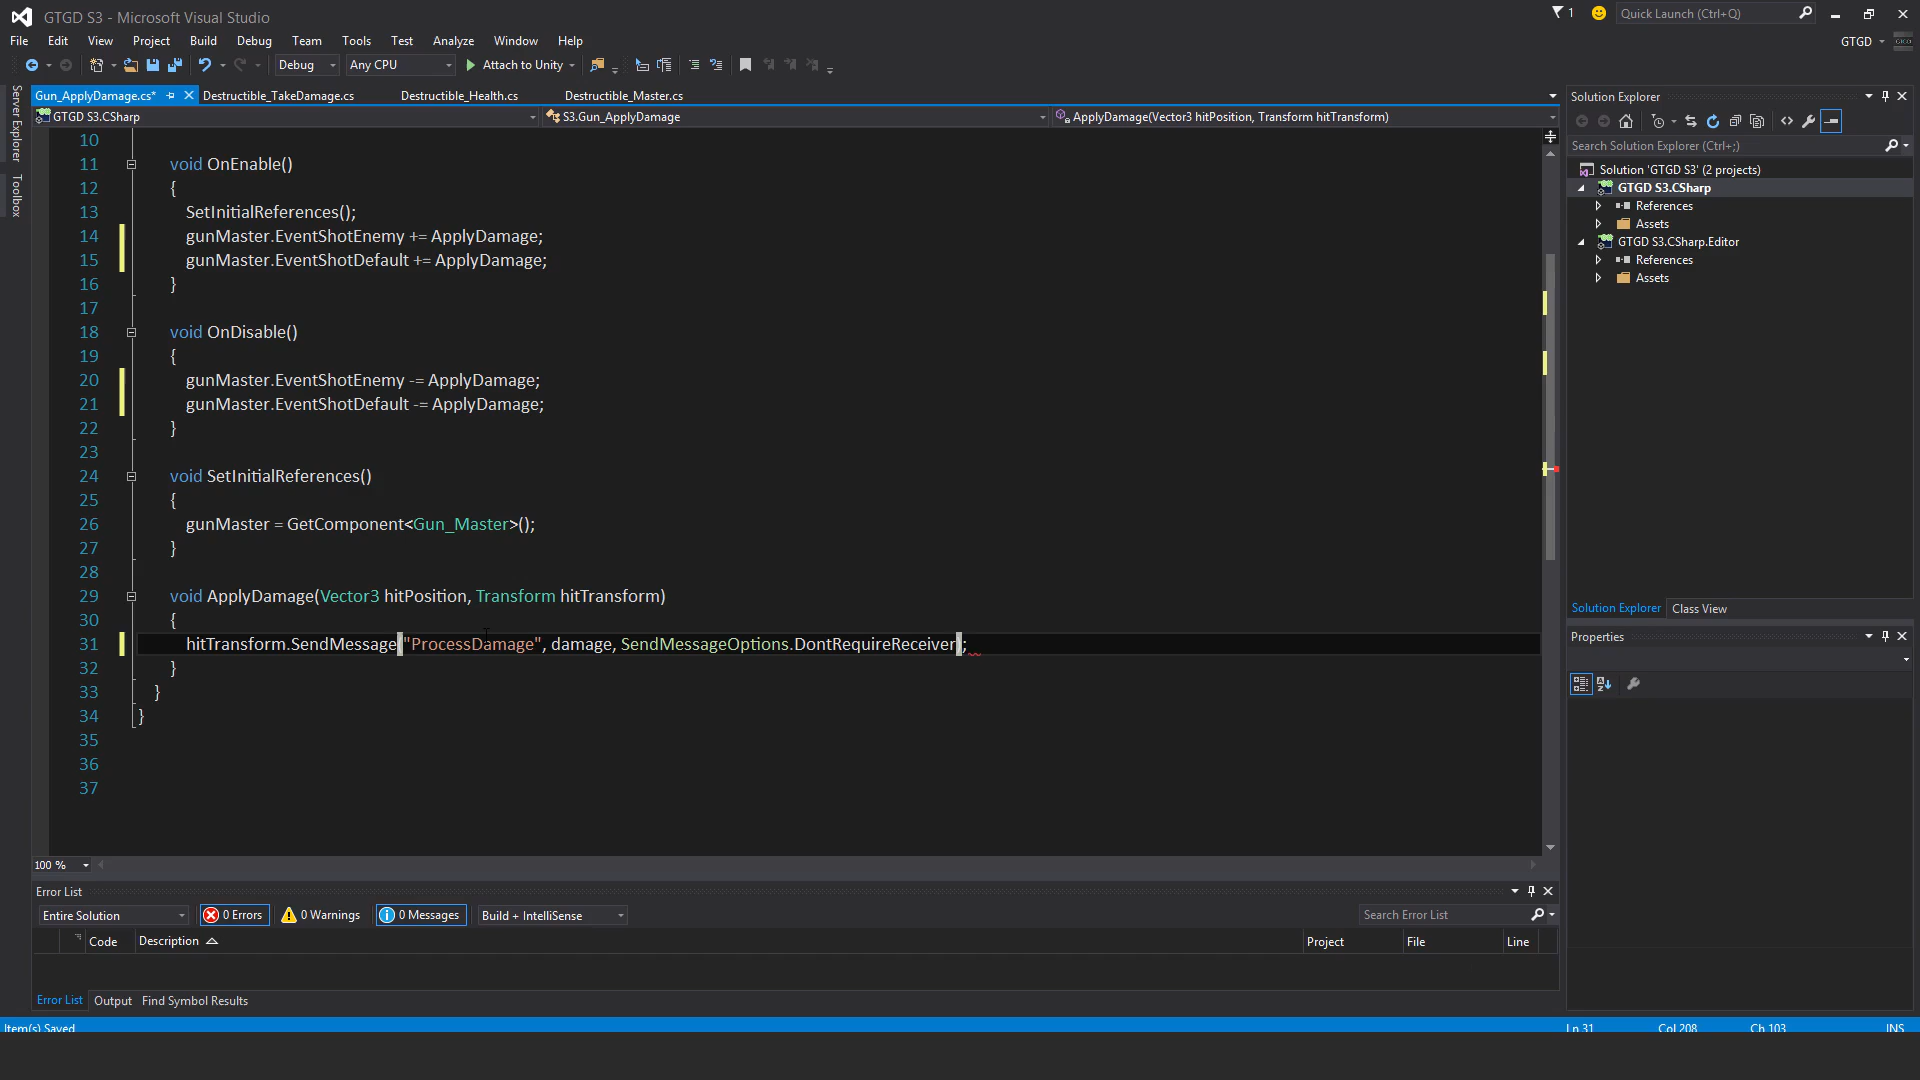 GTGD S3 - Microsoft Visual Studio
1
Quick Launch (Ctrl+Q)
File Edit View Project Build Debug Team Tools Test Analyze Window Help
GTGD
Debug Any CPU Attach to Unity
Server Explorer
Toolbox
Gun_ApplyDamage.cs* Destructible_TakeDamage.cs Destructible_Health.cs Destructible_Master.cs
GTGD S3.CSharp S3.Gun_ApplyDamage ApplyDamage(Vector3 hitPosition, Transform hitTransform)
10
11 void OnEnable()
12 {
13 SetInitialReferences();
14 gunMaster.EventShotEnemy += ApplyDamage;
15 gunMaster.EventShotDefault += ApplyDamage;
16 }
17
18 void OnDisable()
19 {
20 gunMaster.EventShotEnemy -= ApplyDamage;
21 gunMaster.EventShotDefault -= ApplyDamage;
22 }
23
24 void SetInitialReferences()
25 {
26 gunMaster = GetComponent<Gun_Master>();
27 }
28
29 void ApplyDamage(Vector3 hitPosition, Transform hitTransform)
30 {
31 hitTransform.SendMessage("ProcessDamage", damage, SendMessageOptions.DontRequireReceiver);
32 }
33 }
34 }
35
36
37
100 %
Solution Explorer
Search Solution Explorer (Ctrl+;)
Solution 'GTGD S3' (2 projects)
GTGD S3.CSharp
References
Assets
GTGD S3.CSharp.Editor
References
Assets
Solution Explorer Class View
Properties
Error List
Entire Solution 0 Errors 0 Warnings 0 Messages Build + IntelliSense Search Error List
Code Description Project File Line
Error List Output Find Symbol Results
Item(s) Saved Ln 31 Col 208 Ch 103 INS